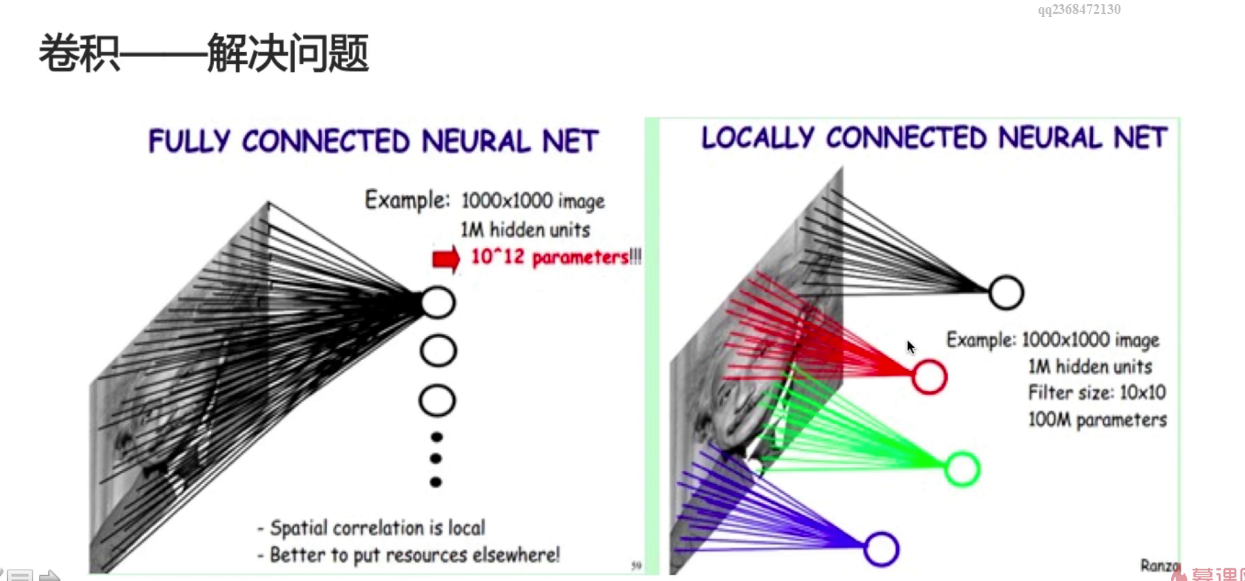 qq2368472130
卷积——解决问题
FULLY CONNECTED NEURAL NET
Example: 1000x1000 image
1M hidden units
10^12 parameters!!!
- Spatial correlation is local
- Better to put resources elsewhere!
59
LOCALLY CONNECTED NEURAL NET
Example: 1000x1000 image
1M hidden units
Filter size: 10x10
100M parameters
Ranzo
慕课网